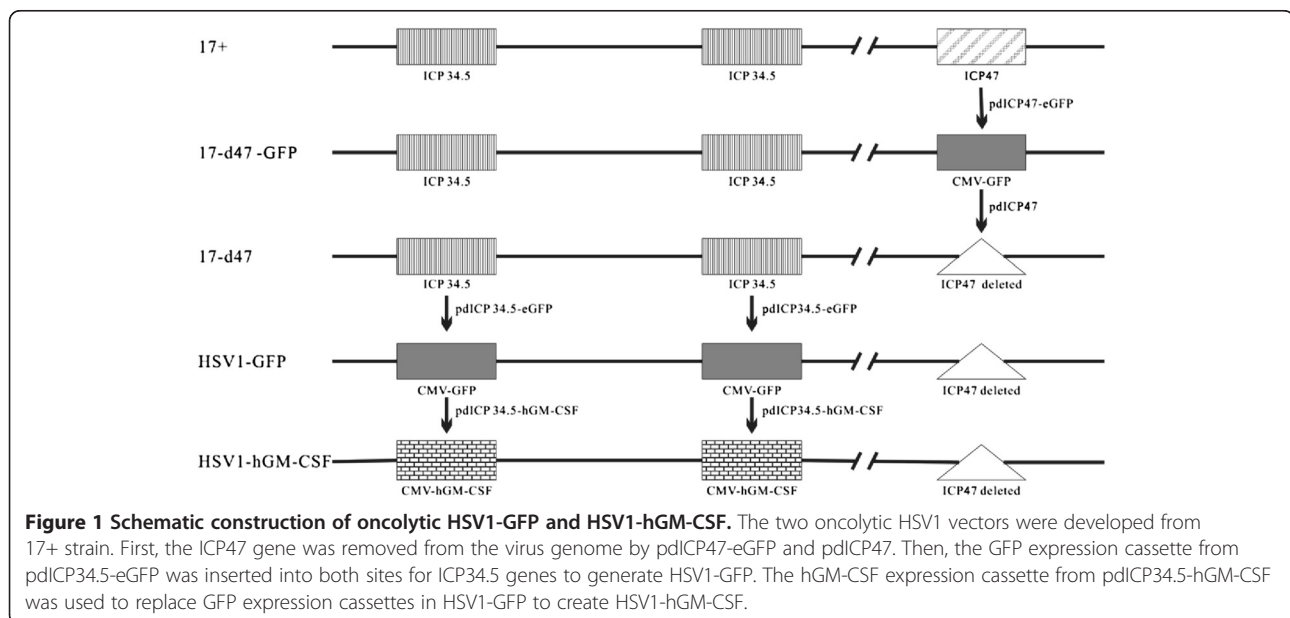 17+
ICP 34.5 ICP 34.5 ICP47
pdICP47-eGFP
17-d47 -GFP
ICP 34.5 ICP 34.5 CMV-GFP
pdICP47
17-d47
ICP 34.5 ICP 34.5 ICP47 deleted
pdICP 34.5-eGFP pdICP 34.5-eGFP
HSV1-GFP
CMV-GFP CMV-GFP ICP47 deleted
pdICP 34.5-hGM-CSF pdICP 34.5-hGM-CSF
HSV1-hGM-CSF
CMV-hGM-CSF CMV-hGM-CSF ICP47 deleted
Figure 1 Schematic construction of oncolytic HSV1-GFP and HSV1-hGM-CSF. The two oncolytic HSV1 vectors were developed from
17+ strain. First, the ICP47 gene was removed from the virus genome by pdICP47-eGFP and pdICP47. Then, the GFP expression cassette from
pdICP34.5-eGFP was inserted into both sites for ICP34.5 genes to generate HSV1-GFP. The hGM-CSF expression cassette from pdICP34.5-hGM-CSF
was used to replace GFP expression cassettes in HSV1-GFP to create HSV1-hGM-CSF.